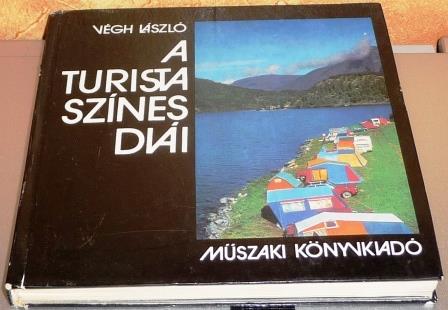 VÉGH LÁSZLÓ
A
TURISTA
SZÍNES
DIÁI
MŰSZAKI KÖNYVKIADÓ